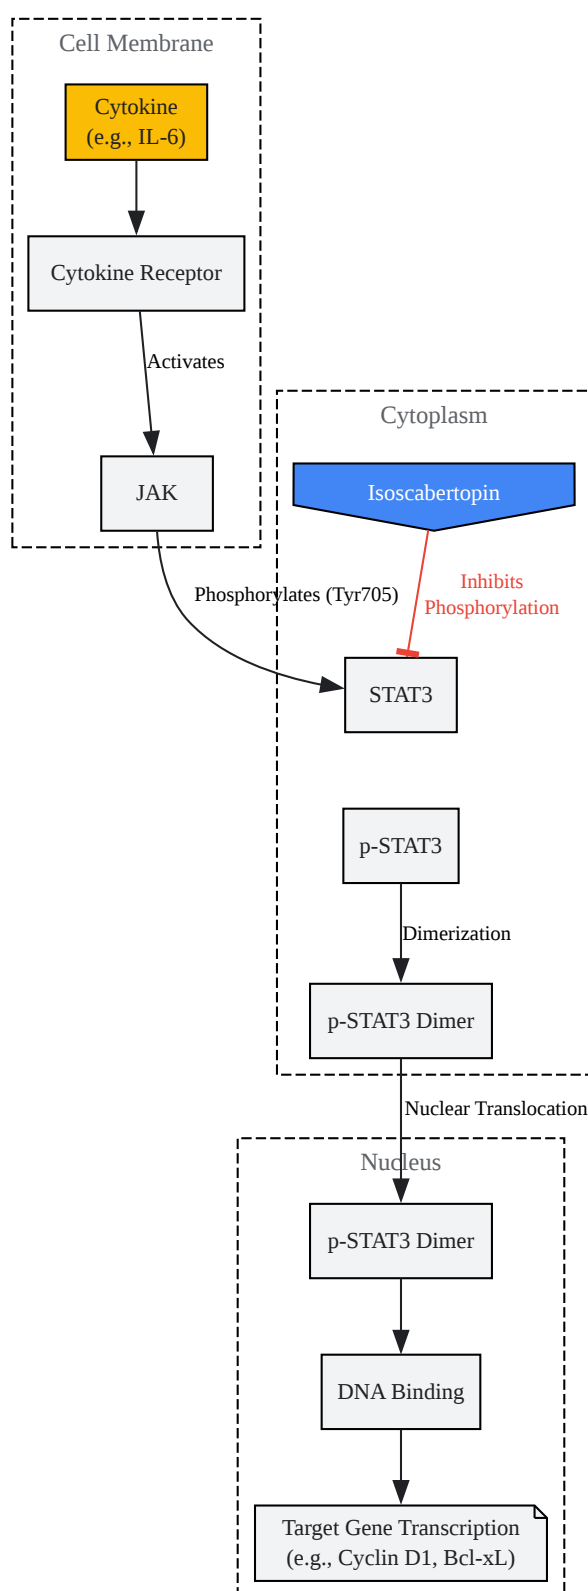 Cell Membrane
Cytokine
(e.g., IL-6)
Cytokine Receptor
Activates
JAK
Cytoplasm
Isoscabertopin
Inhibits
Phosphorylation
Phosphorylates (Tyr705)
STAT3
p-STAT3
Dimerization
p-STAT3 Dimer
Nuclear Translocation
Nucleus
p-STAT3 Dimer
DNA Binding
Target Gene Transcription
(e.g., Cyclin D1, Bcl-xL)